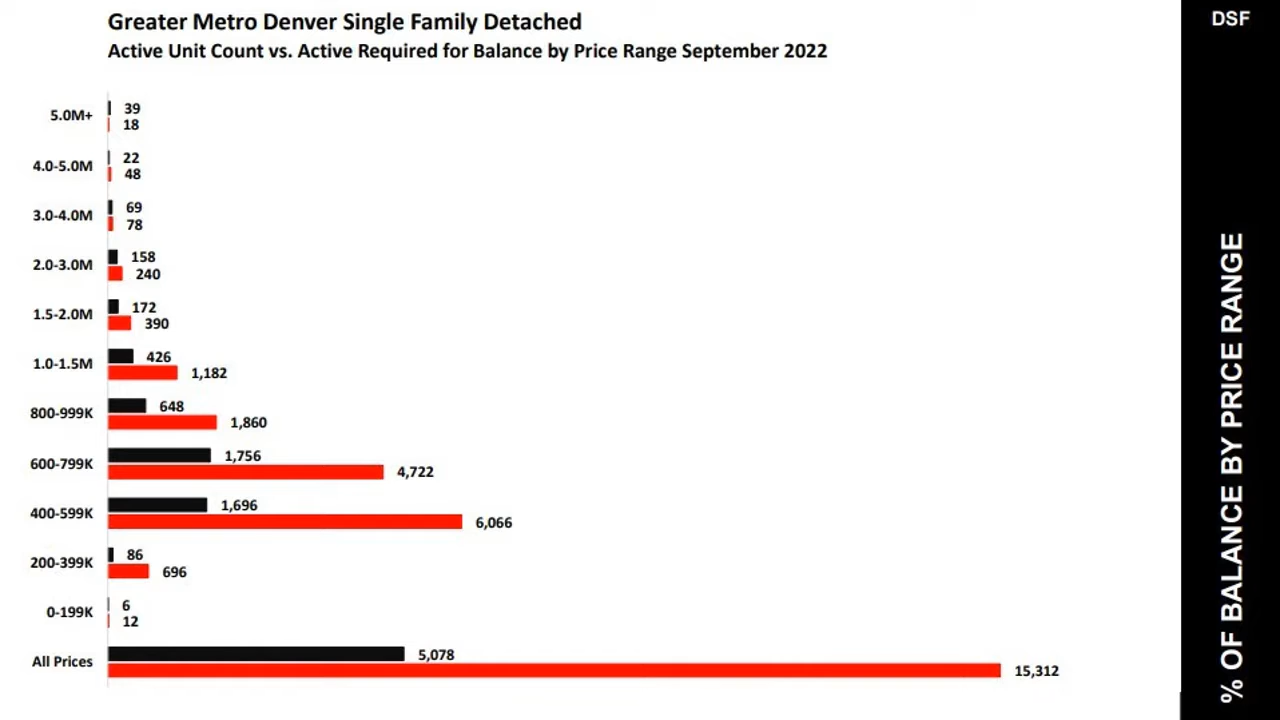 Greater Metro Denver Single Family Detached
Active Unit Count vs. Active Required for Balance by Price Range September 2022
5.0M+ 39
18
4.0-5.0M 22
48
3.0-4.0M 69
78
2.0-3.0M 158
240
1.5-2.0M 172
390
1.0-1.5M 426
1,182
800-999K 648
1,860
600-799K 1,756
4,722
400-599K 1,696
6,066
200-399K 86
696
0-199K 6
12
All Prices 5,078
15,312
DSF
% OF BALANCE BY PRICE RANGE